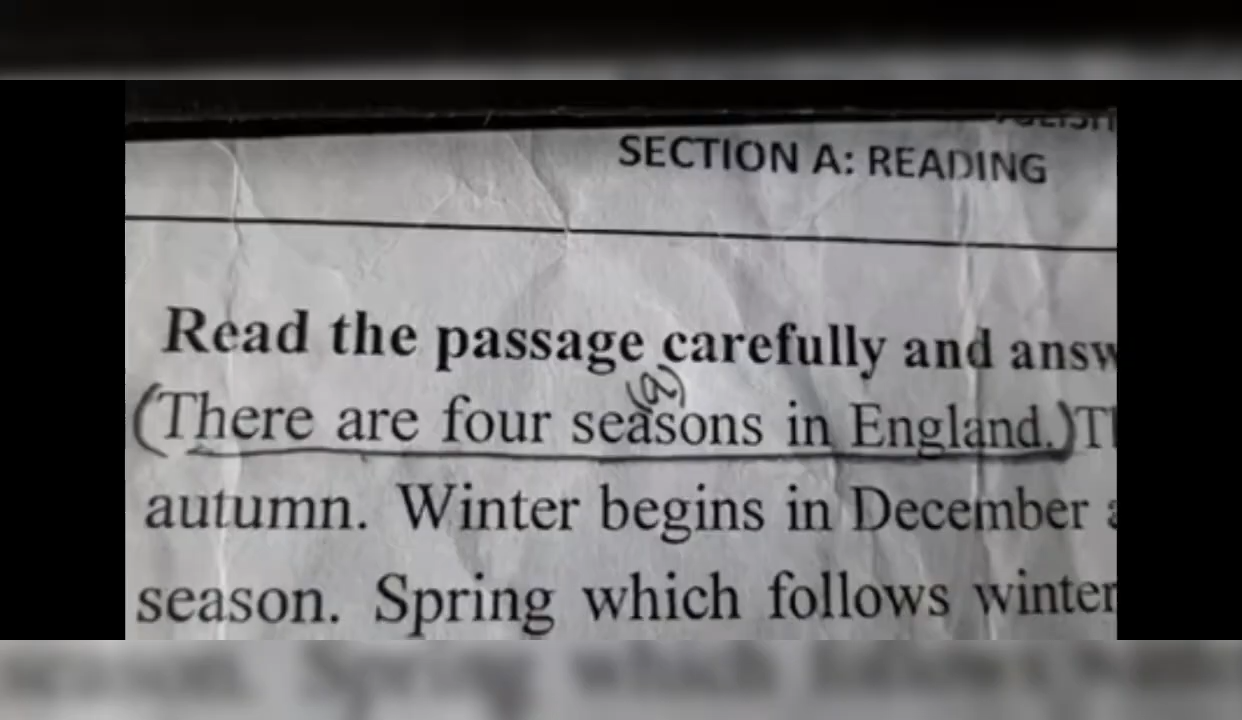 SECTION A: READING
Read the passage carefully and answ
(a)
(There are four seasons in England.)
autumn. Winter begins in December
season. Spring which follows winter